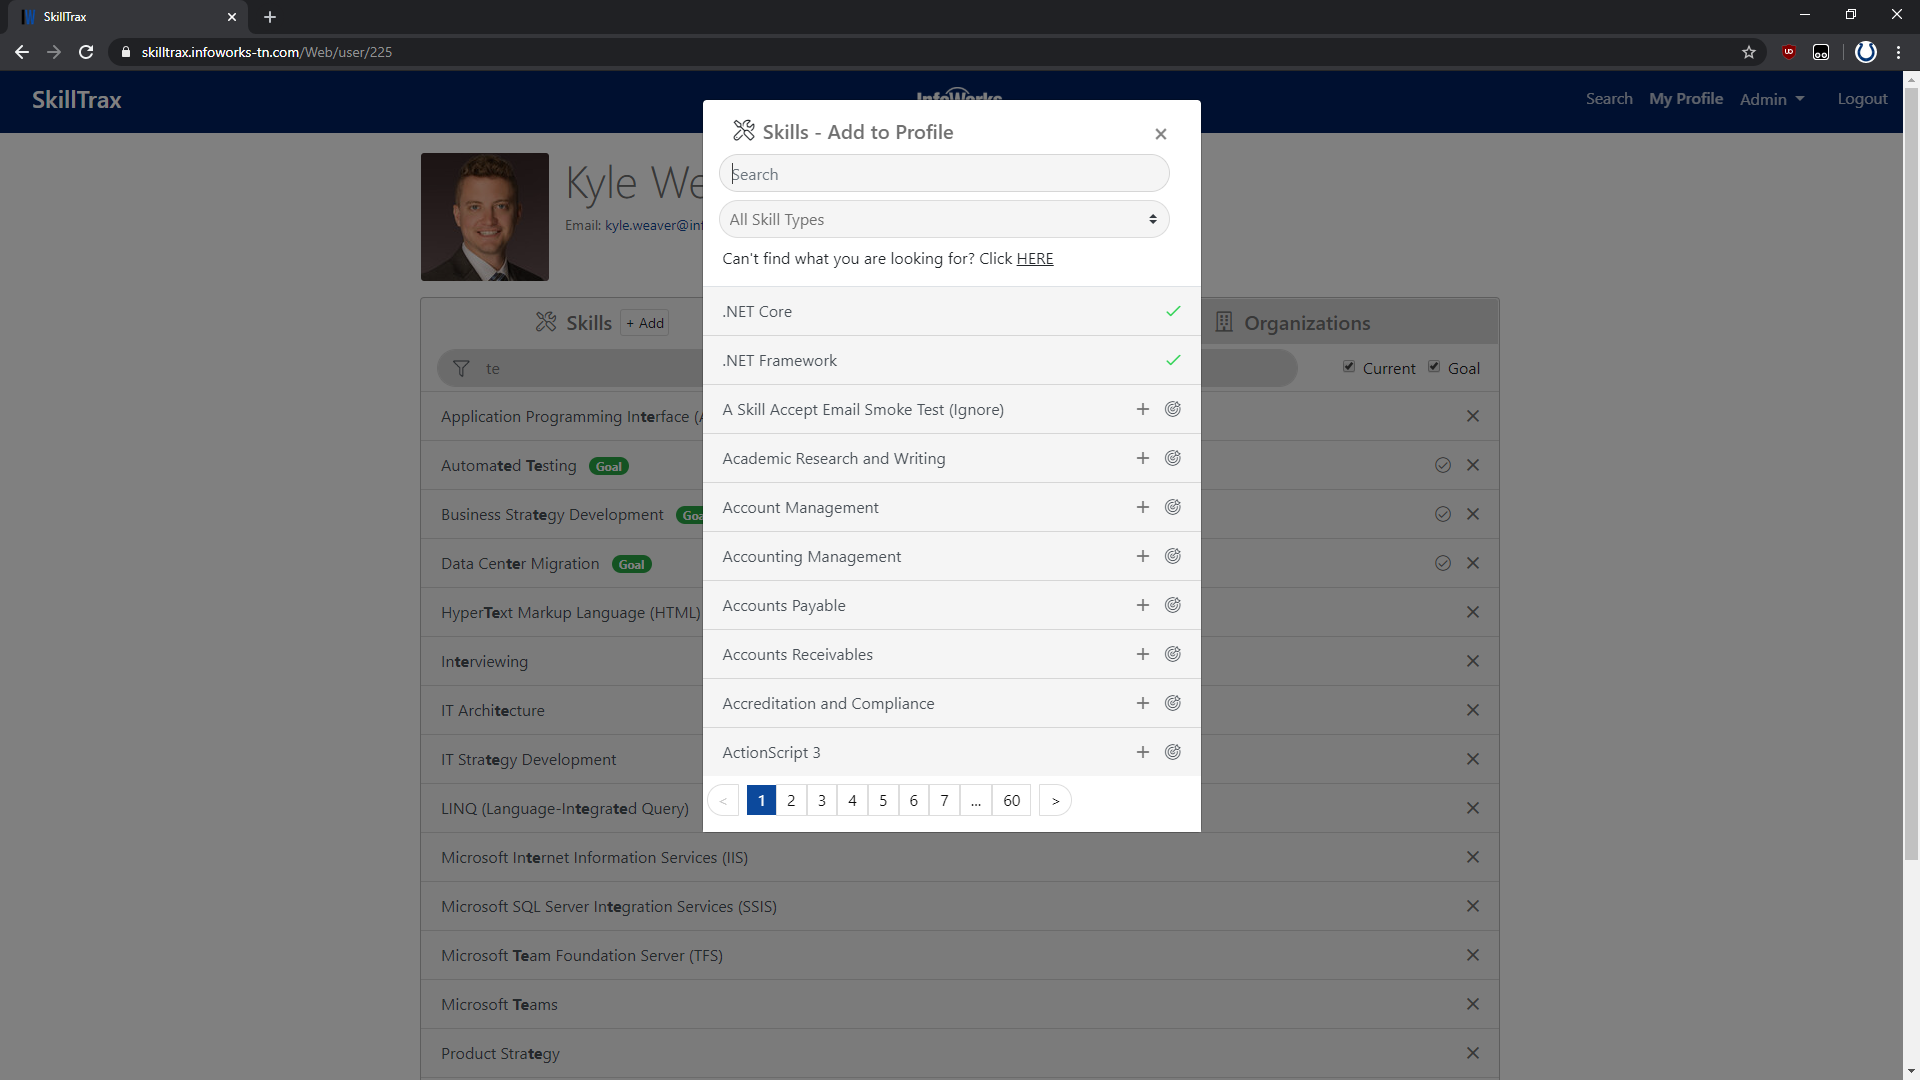 SkillTrax
skilltrax.infoworks-tn.com/Web/user/225
SkillTrax
InfoWorks
Search
My Profile
Admin
Logout
Kyle We
Email: kyle.weaver@in
Skills
+ Add
Organizations
te
Current
Goal
Application Programming Interface (
Automated Testing Goal
Business Strategy Development Goa
Data Center Migration Goal
HyperText Markup Language (HTML)
Interviewing
IT Architecture
IT Strategy Development
LINQ (Language-Integrated Query)
Microsoft Internet Information Services (IIS)
Microsoft SQL Server Integration Services (SSIS)
Microsoft Team Foundation Server (TFS)
Microsoft Teams
Product Strategy
Skills - Add to Profile
×
Search
All Skill Types
Can't find what you are looking for? Click HERE
.NET Core
.NET Framework
A Skill Accept Email Smoke Test (Ignore)
Academic Research and Writing
Account Management
Accounting Management
Accounts Payable
Accounts Receivables
Accreditation and Compliance
ActionScript 3
< 1 2 3 4 5 6 7 ... 60 >